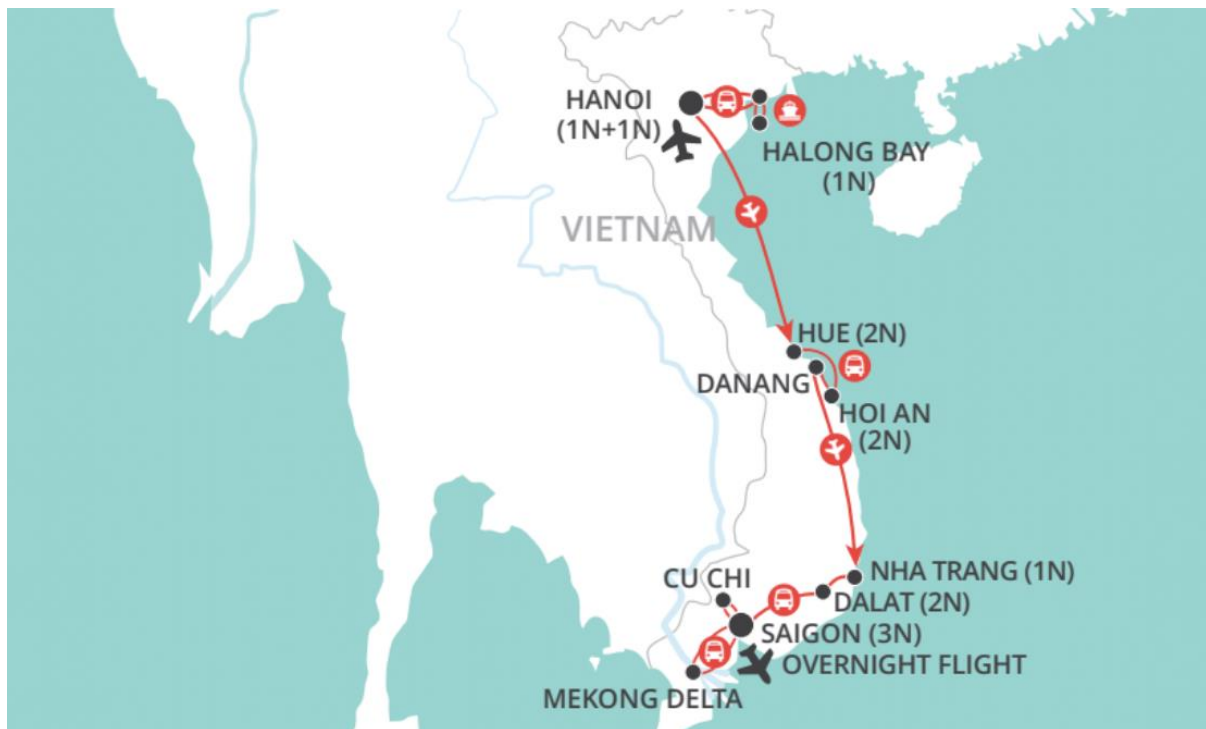 HANOI
(1N+1N)
HALONG BAY
(1N)
VIETNAM
HUE (2N)
DANANG
HOI AN
(2N)
NHA TRANG (1N)
CU CHI
DALAT (2N)
SAIGON (3N)
OVERNIGHT FLIGHT
MEKONG DELTA